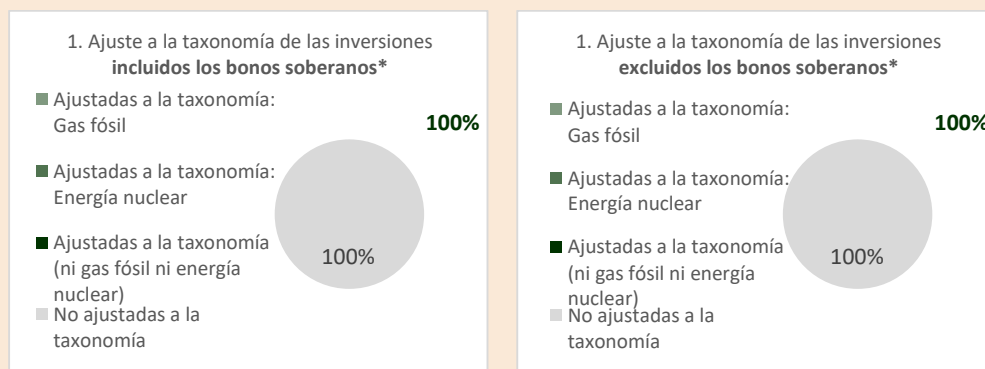 1. Ajuste a la taxonomía de las inversiones
incluidos los bonos soberanos*
Ajustadas a la taxonomía:
Gas fósil
100%
Ajustadas a la taxonomía:
Energía nuclear
Ajustadas a la taxonomía
(ni gas fósil ni energía
nuclear)
100%
No ajustadas a la
taxonomía
1. Ajuste a la taxonomía de las inversiones
excluidos los bonos soberanos*
Ajustadas a la taxonomía:
Gas fósil
100%
Ajustadas a la taxonomía:
Energía nuclear
Ajustadas a la taxonomía
(ni gas fósil ni energía
nuclear)
100%
No ajustadas a la
taxonomía